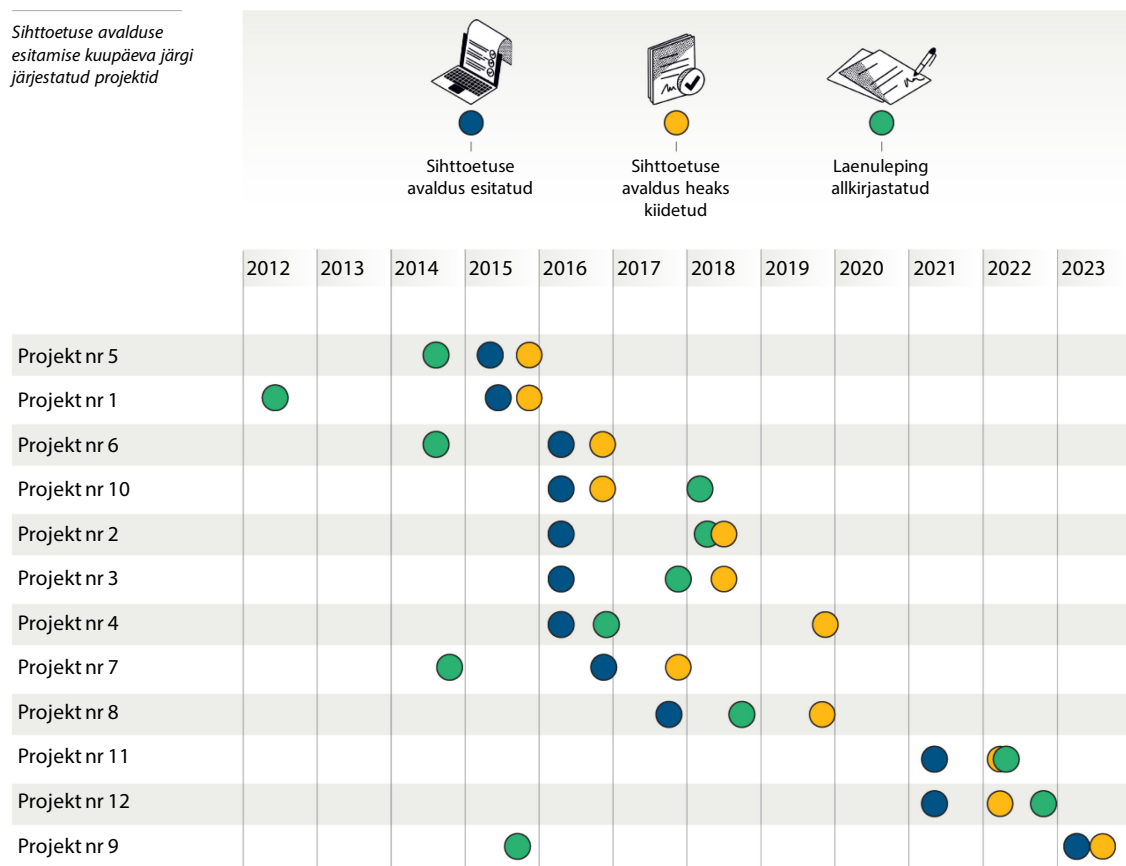 Sihttoetuse avalduse
esitamise kuupäeva järgi
järjestatud projektid
Sihttoetuse
avaldus esitatud
Sihttoetuse
avaldus heaks
kiidetud
Laenuleping
allkirjastatud
2012 2013 2014 2015 2016 2017 2018 2019 2020 2021 2022 2023
Projekt nr 5
Projekt nr 1
Projekt nr 6
Projekt nr 10
Projekt nr 2
Projekt nr 3
Projekt nr 4
Projekt nr 7
Projekt nr 8
Projekt nr 11
Projekt nr 12
Projekt nr 9